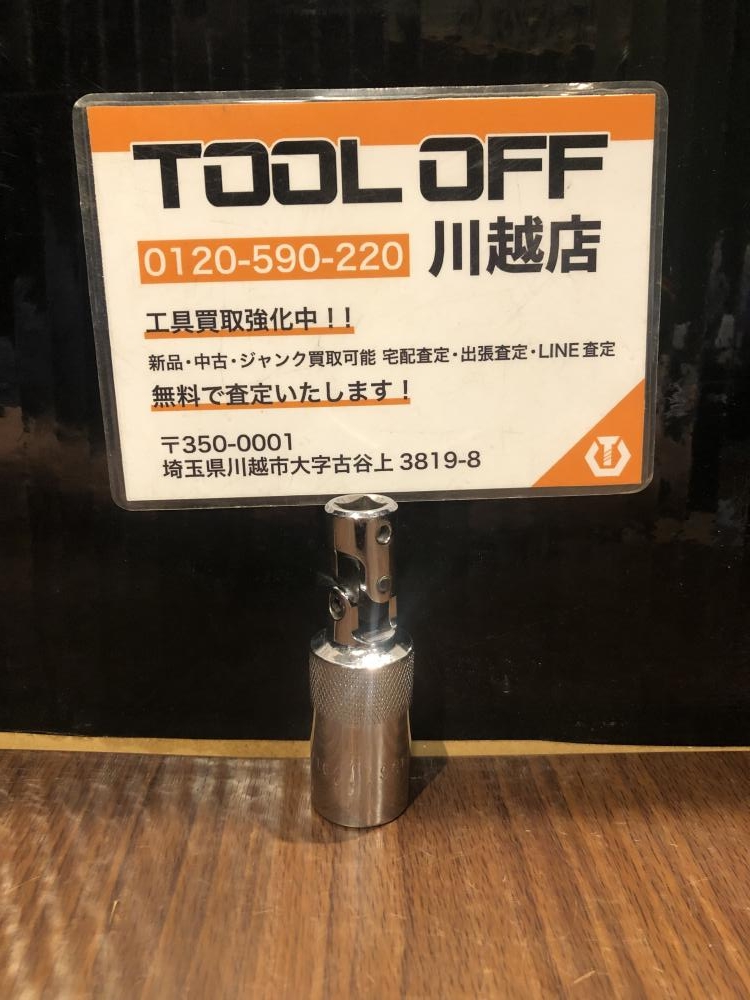 TOOL OFF
0120-590-220 川越店
工具買取強化中！！
新品・中古・ジャンク買取可能 宅配査定・出張査定・LINE査定
無料で査定いたします！
〒350-0001
埼玉県川越市大字古谷上 3819-8